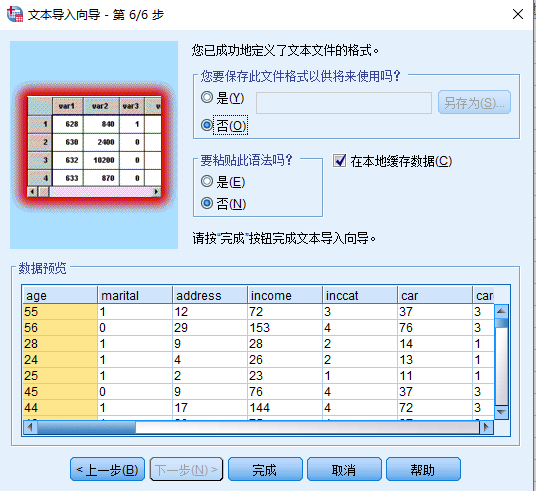 文本导入向导 - 第 6/6 步
您已成功地定义了文本文件的格式。
您要保存此文件格式以供将来使用吗？
是(Y)
另存为(S)...
否(O)
要粘贴此语法吗？
在本地缓存数据(C)
是(E)
否(N)
请按“完成”按钮完成文本导入向导。
var1 var2 var3 v
1 628 840 1
2 630 2400 0
3 632 10200 0
4 633 870 0
数据预览
age marital address income inccat car car
55 1 12 72 3 37 3
56 0 29 153 4 76 3
28 1 9 28 2 14 1
24 1 4 26 2 13 1
25 1 2 23 1 11 1
45 0 9 76 4 37 3
44 1 17 144 4 72 3
< 上一步(B) 下一步(N) > 完成 取消 帮助